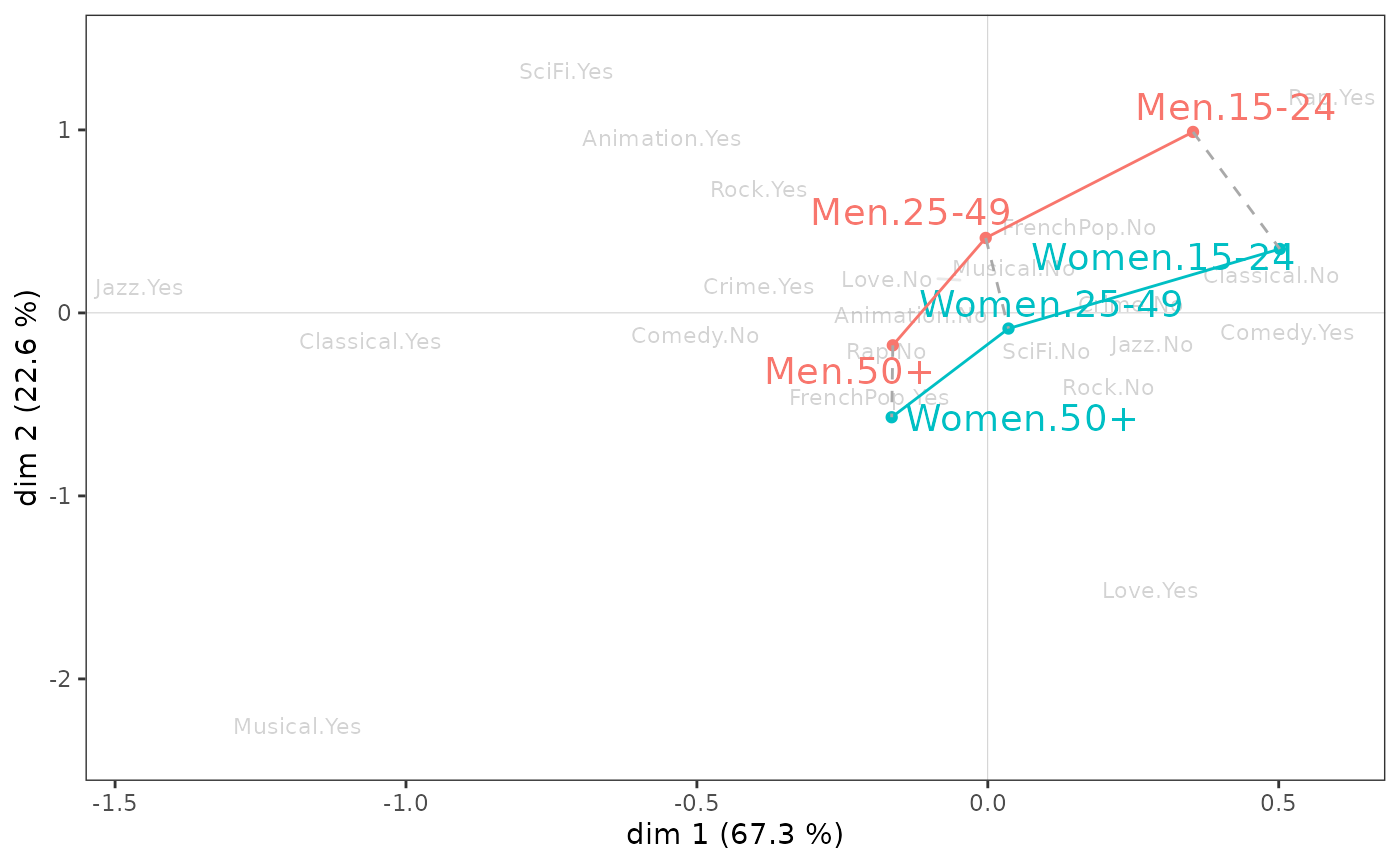 SciFi.Yes
Rap.Yes
Men.15-24
Animation.Yes
Rock.Yes
Men.25-49
FrenchPop.No
Women.15-24
Musical.No
Love.No
Classical.No
Jazz.Yes
Crime.Yes
Women.25-49
Crime.No
Animation.No
Comedy.No
Comedy.Yes
Classical.Yes
Rap.No
SciFi.No
Jazz.No
Men.50+
Rock.No
FrenchPop.Yes
Women.50+
Love.Yes
Musical.Yes
1
0
-1
-2
-1.5
-1.0
-0.5
0.0
0.5
dim 1 (67.3 %)
dim 2 (22.6 %)